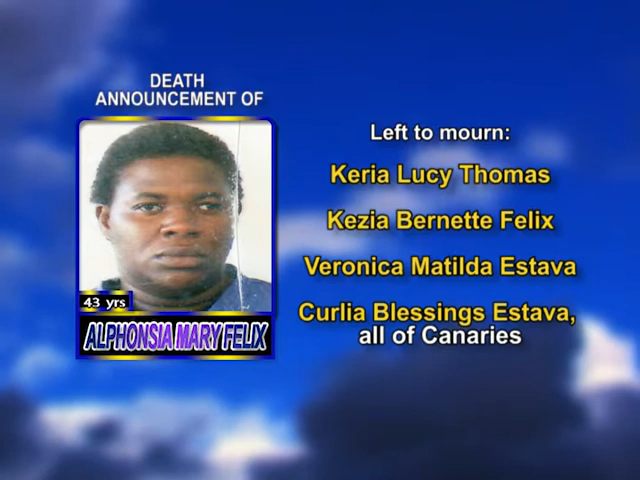 DEATH
ANNOUNCEMENT OF
43 yrs
ALPHONSIA MARY FELIX
Left to mourn:
Keria Lucy Thomas
Kezia Bernette Felix
Veronica Matilda Estava
Curlia Blessings Estava,
all of Canaries